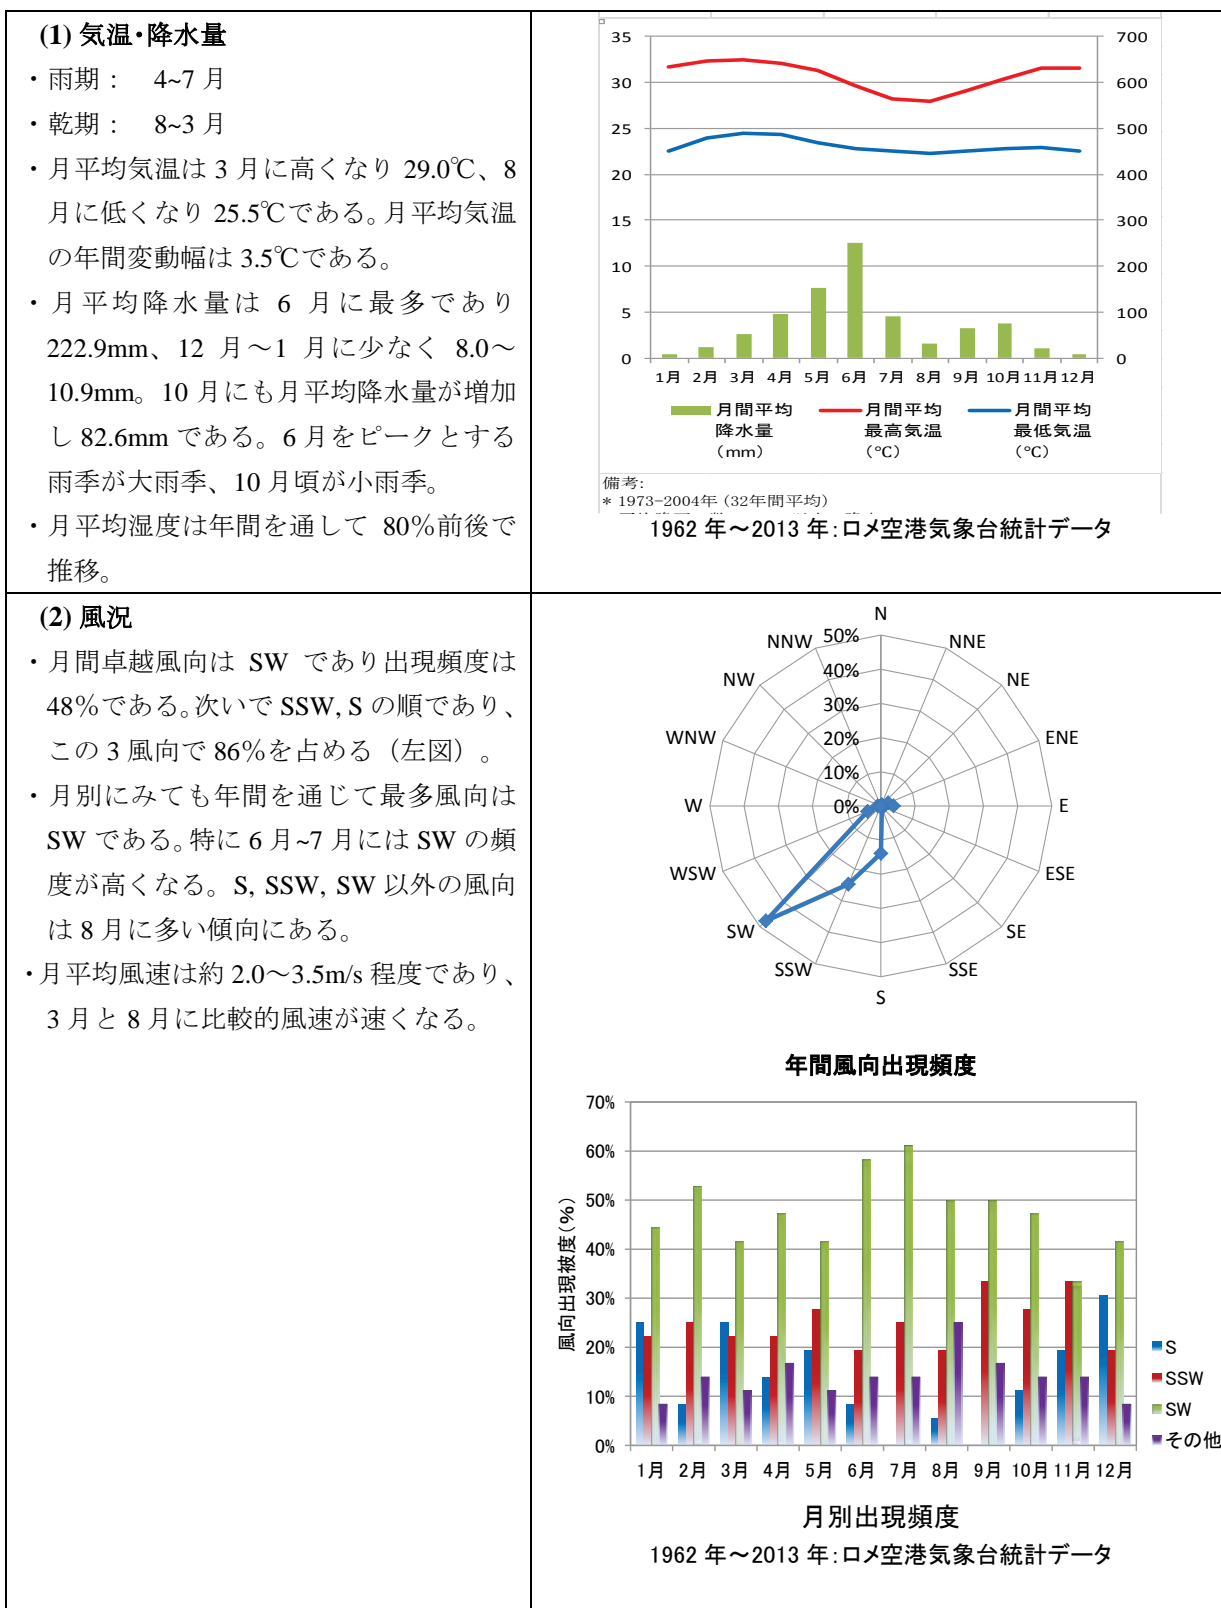 (1) 気温・降水量
・雨期： 4~7 月
・乾期： 8~3 月
・月平均気温は 3 月に高くなり 29.0℃、8
月に低くなり 25.5℃である。月平均気温
の年間変動幅は 3.5℃である。
・月平均降水量は 6 月に最多であり
222.9mm、12 月～1 月に少なく 8.0～
10.9mm。10 月にも月平均降水量が増加
し 82.6mm である。6 月をピークとする
雨季が大雨季、10 月頃が小雨季。
・月平均湿度は年間を通して 80％前後で
推移。
35 700
30 600
25 500
20 400
15 300
10 200
5 100
0 0
1月 2月 3月 4月 5月 6月 7月 8月 9月 10月 11月 12月
月間平均 月間平均 月間平均
降水量 最高気温 最低気温
（mm） （℃） （℃）
備考:
* 1973-2004年（32年間平均）
1962 年～2013 年：ロメ空港気象台統計データ
(2) 風況
・月間卓越風向は SW であり出現頻度は
48％である。次いで SSW, S の順であり、
この 3 風向で 86％を占める（左図）。
・月別にみても年間を通じて最多風向は
SW である。特に 6 月~7 月には SW の頻
度が高くなる。S, SSW, SW 以外の風向
は 8 月に多い傾向にある。
・月平均風速は約 2.0～3.5m/s 程度であり、
3 月と 8 月に比較的風速が速くなる。
N
NNW 50% NNE
40%
NW 30% NE
20%
WNW 10% ENE
W 0% E
WSW ESE
SW SE
SSW SSE
S
年間風向出現頻度
風向出現被度（％）
70%
60%
50%
40%
30%
20%
10%
0%
1月 2月 3月 4月 5月 6月 7月 8月 9月 10月 11月 12月
S
SSW
SW
その他
月別出現頻度
1962 年～2013 年：ロメ空港気象台統計データ